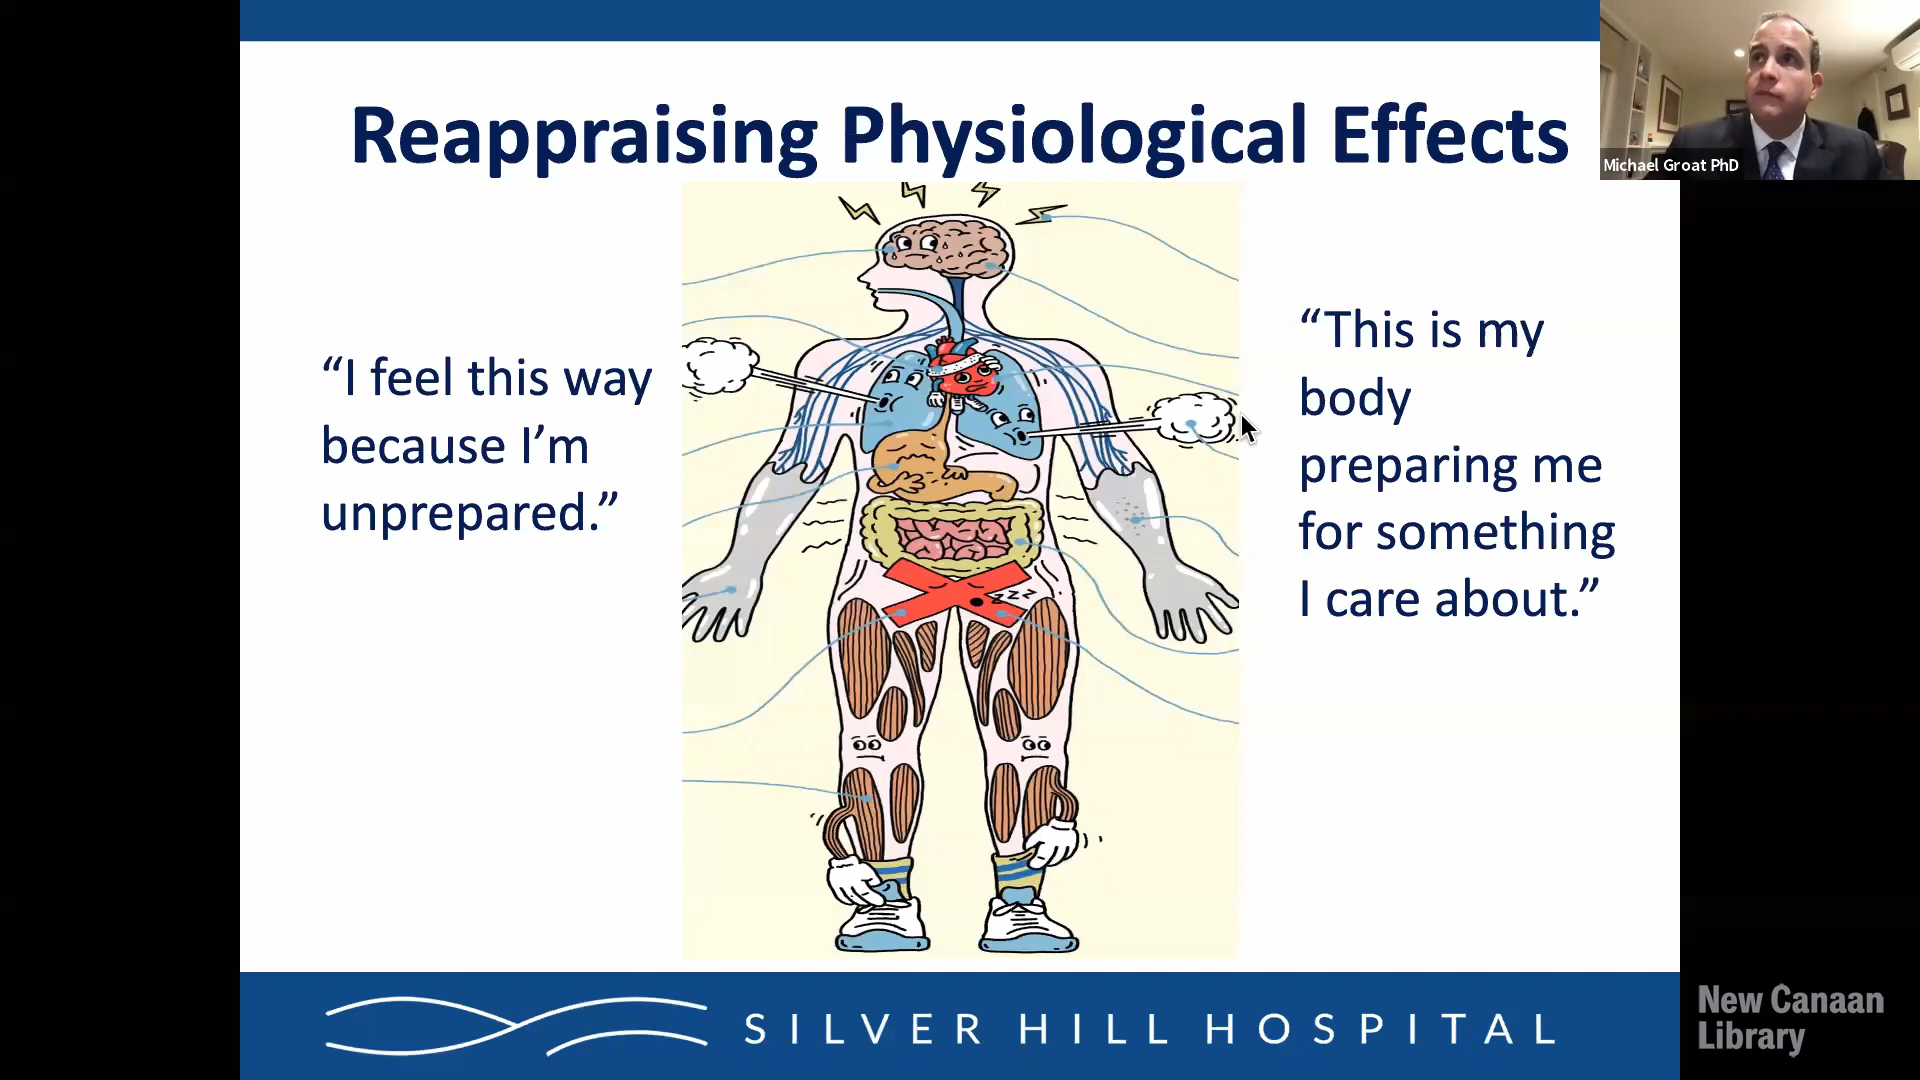 Reappraising Physiological Effects
Michael Groat PhD
“I feel this way
because I’m
unprepared.”
zzz
“This is my
body
preparing me
for something
I care about.”
SILVER HILL HOSPITAL
New Canaan
Library